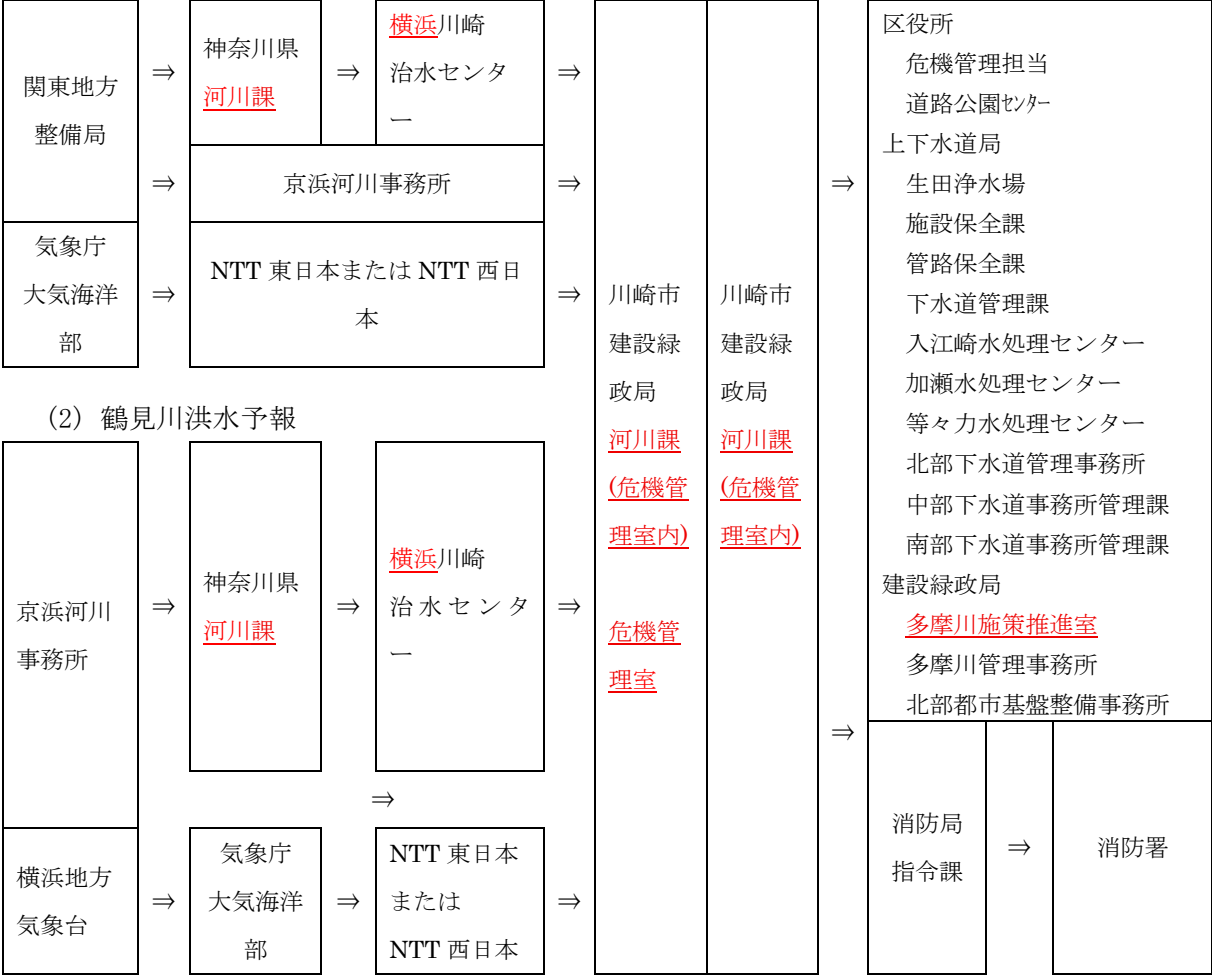 関東地方
整備局
⇒
神奈川県
河川課
⇒
横浜川崎
治水センタ
ー
⇒
⇒
京浜河川事務所
⇒
気象庁
大気海洋
部
⇒
NTT 東日本または NTT 西日
本
⇒
(2) 鶴見川洪水予報
京浜河川
事務所
⇒
神奈川県
河川課
⇒
横浜川崎
治水センタ
ー
⇒
⇒
横浜地方
気象台
⇒
気象庁
大気海洋
部
⇒
NTT 東日本
または
NTT 西日本
⇒
川崎市
建設緑
政局
河川課
(危機管
理室内)
危機管
理室
川崎市
建設緑
政局
河川課
(危機管
理室内)
⇒
区役所
危機管理担当
道路公園ｾﾝﾀｰ
上下水道局
生田浄水場
施設保全課
管路保全課
下水道管理課
入江崎水処理センター
加瀬水処理センター
等々力水処理センター
北部下水道管理事務所
中部下水道事務所管理課
南部下水道事務所管理課
建設緑政局
多摩川施策推進室
多摩川管理事務所
北部都市基盤整備事務所
⇒
消防局
指令課
⇒
消防署